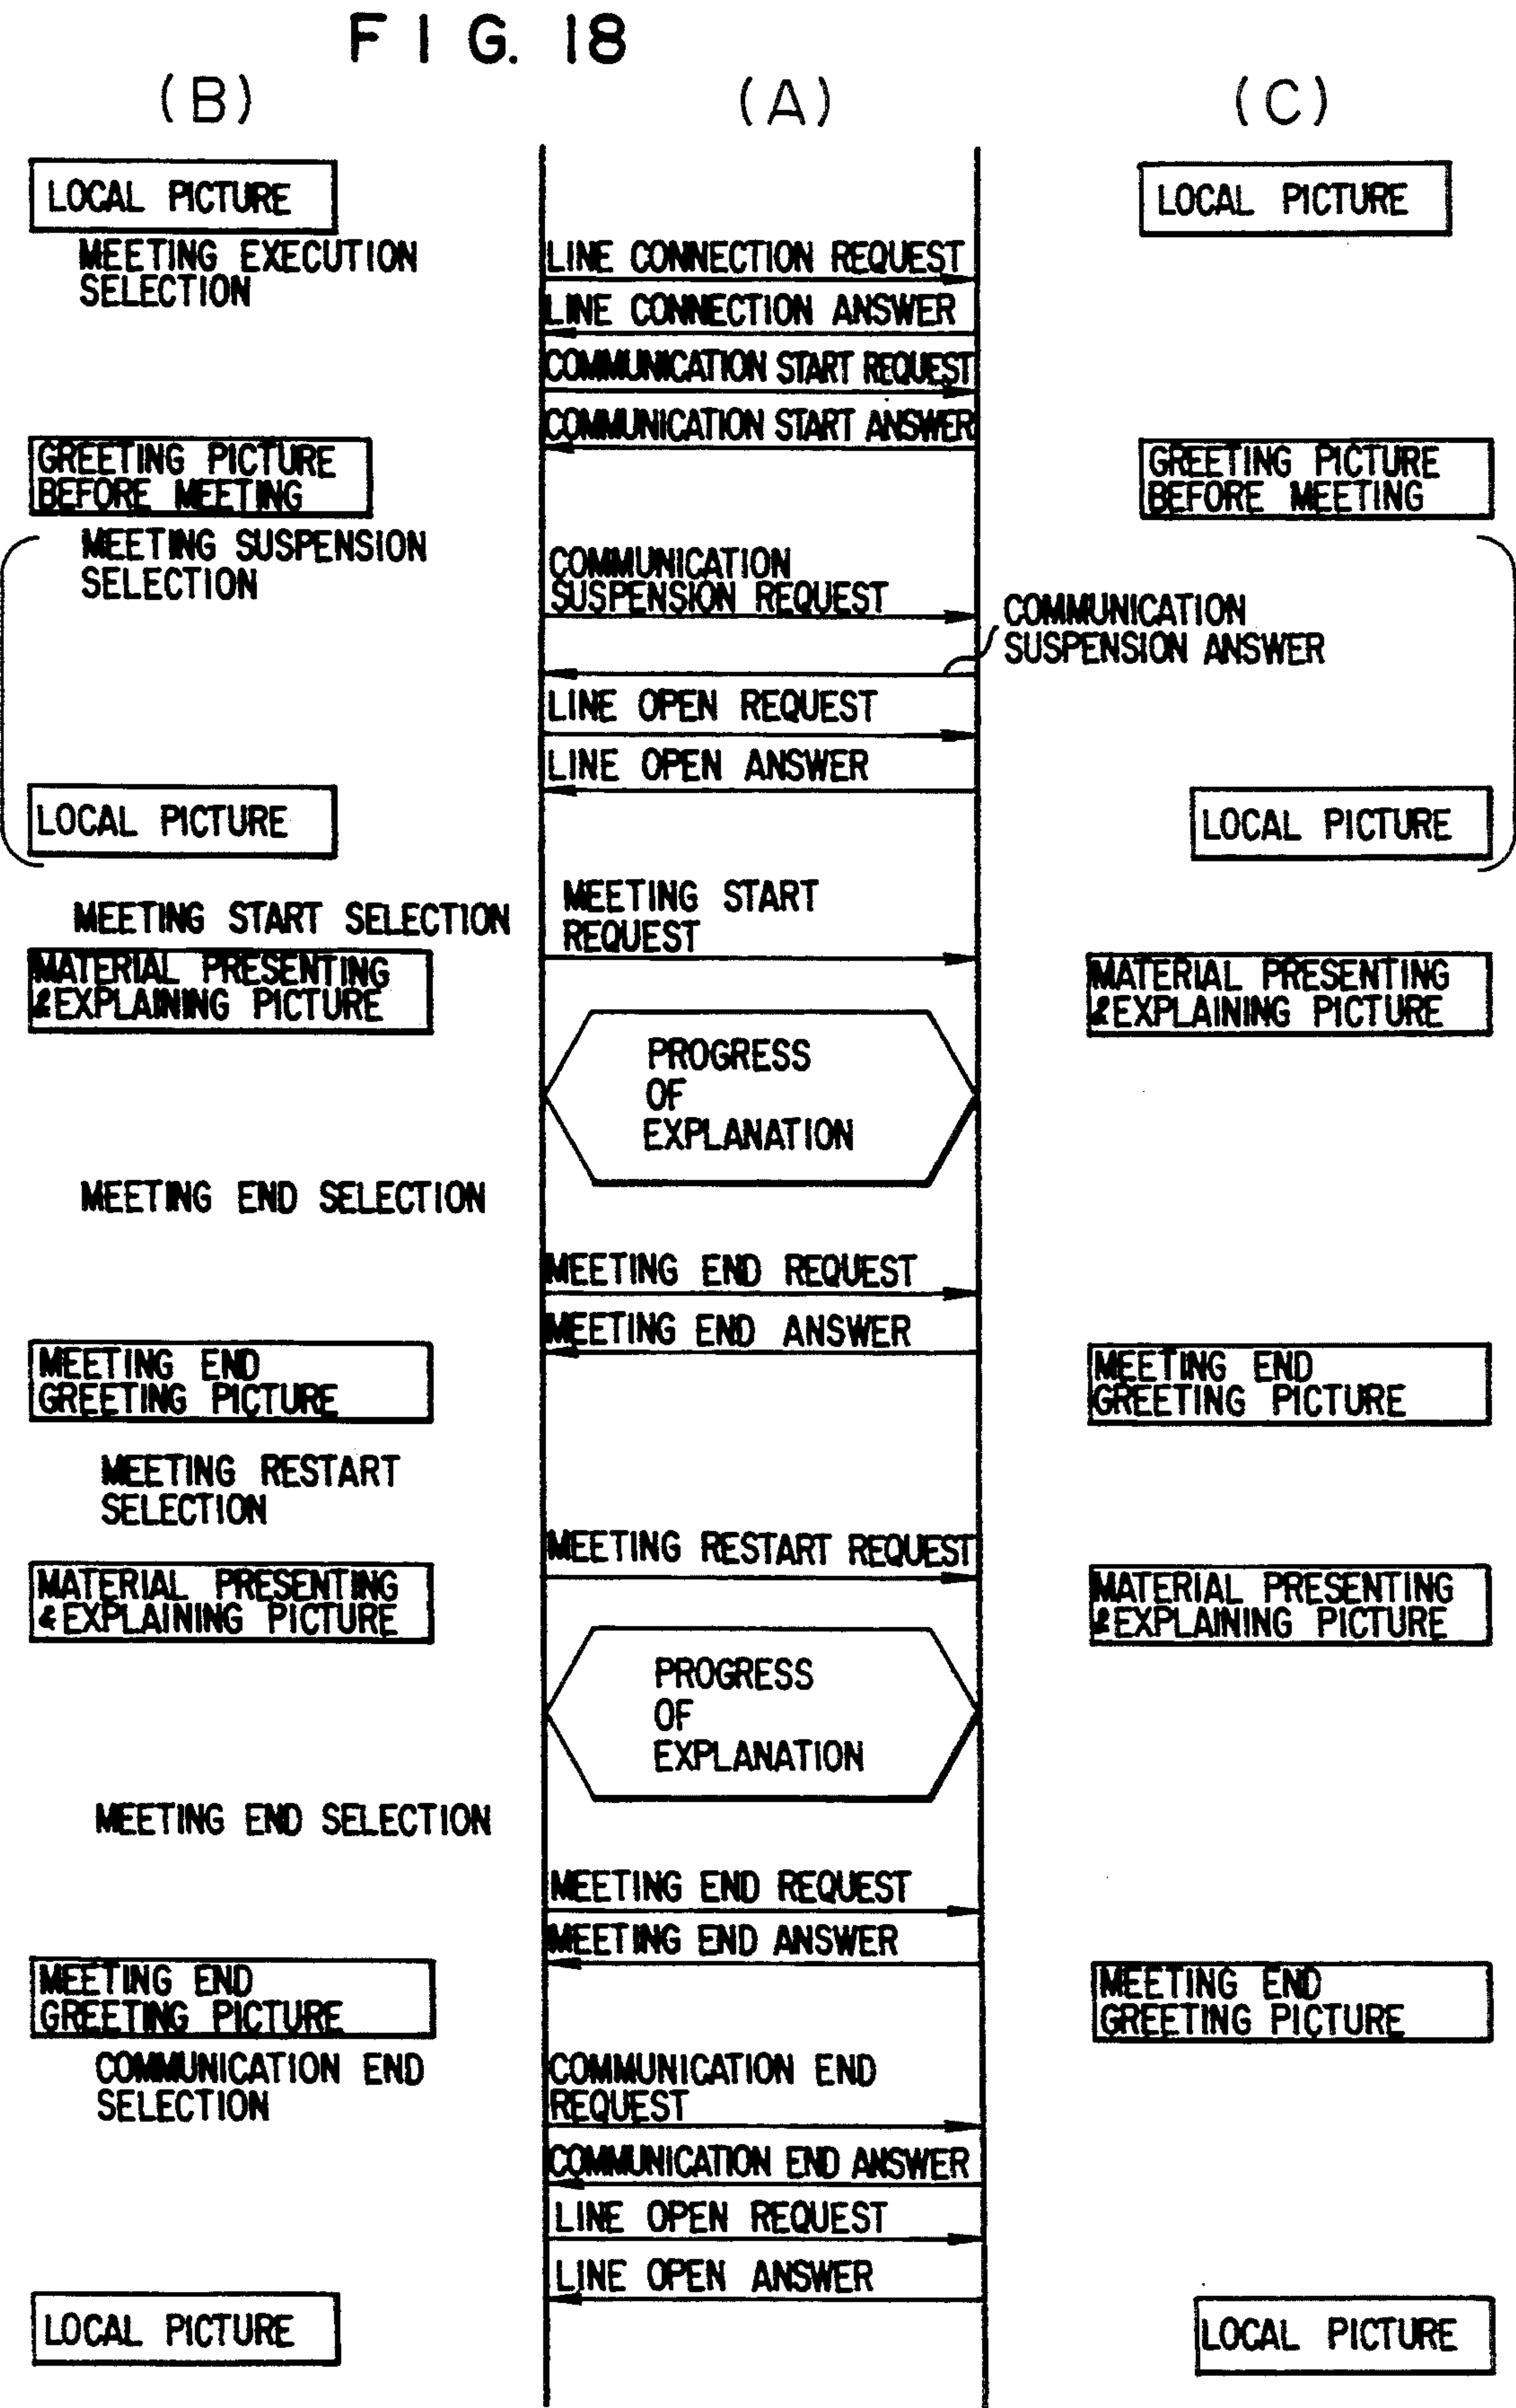 FIG. 18
(B) (A) (C)
LOCAL PICTURE
LOCAL PICTURE
MEETING EXECUTION
SELECTION
LINE CONNECTION REQUEST
LINE CONNECTION ANSWER
COMMUNICATION START REQUEST
COMMUNICATION START ANSWER
GREETING PICTURE
BEFORE MEETING
GREETING PICTURE
BEFORE MEETING
MEETING SUSPENSION
SELECTION
COMMUNICATION
SUSPENSION REQUEST
COMMUNICATION
SUSPENSION ANSWER
LINE OPEN REQUEST
LINE OPEN ANSWER
LOCAL PICTURE
LOCAL PICTURE
MEETING START SELECTION
MEETING START
REQUEST
MATERIAL PRESENTING
&EXPLAINING PICTURE
MATERIAL PRESENTING
&EXPLAINING PICTURE
PROGRESS
OF
EXPLANATION
MEETING END SELECTION
MEETING END REQUEST
MEETING END ANSWER
MEETING END
GREETING PICTURE
MEETING END
GREETING PICTURE
MEETING RESTART
SELECTION
MEETING RESTART REQUEST
MATERIAL PRESENTING
&EXPLAINING PICTURE
MATERIAL PRESENTING
&EXPLAINING PICTURE
PROGRESS
OF
EXPLANATION
MEETING END SELECTION
MEETING END REQUEST
MEETING END ANSWER
MEETING END
GREETING PICTURE
MEETING END
GREETING PICTURE
COMMUNICATION END
SELECTION
COMMUNICATION END
REQUEST
COMMUNICATION END ANSWER
LINE OPEN REQUEST
LINE OPEN ANSWER
LOCAL PICTURE
LOCAL PICTURE